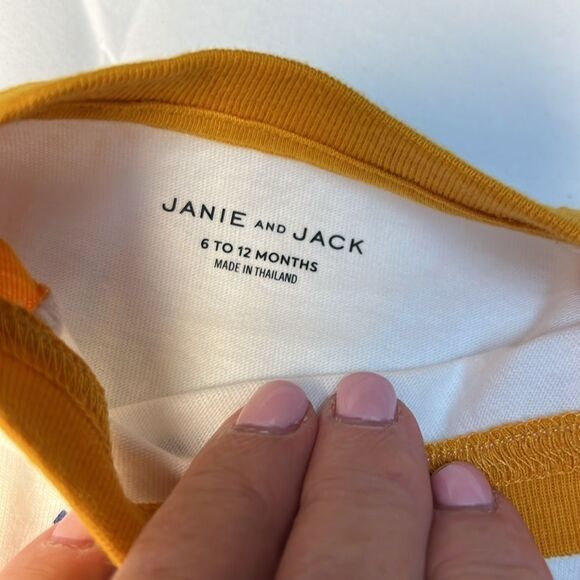 JANIE AND JACK
6 TO 12 MONTHS
MADE IN THAILAND